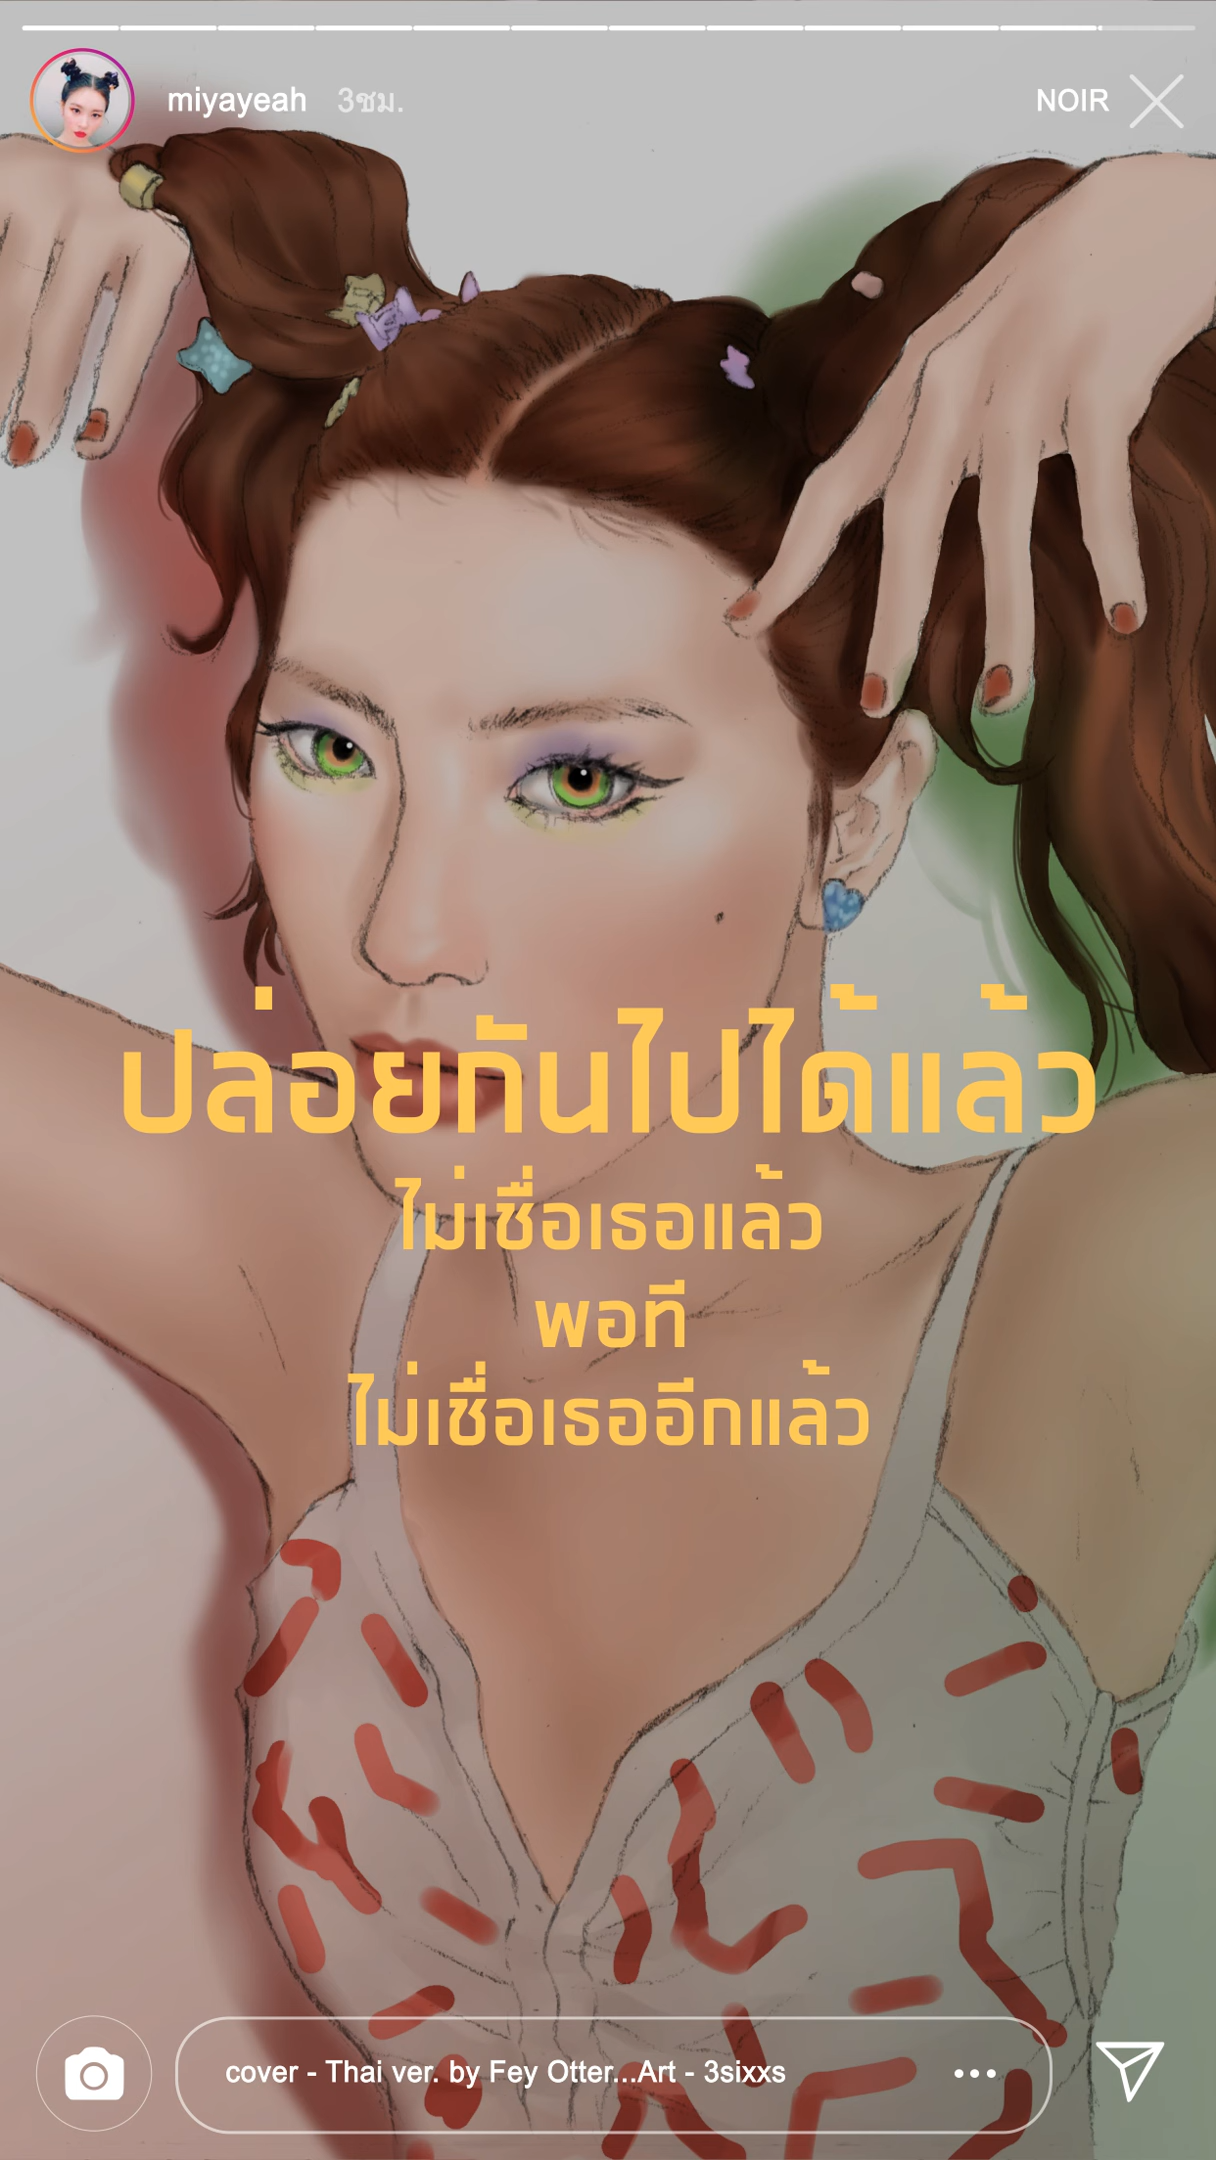 miyayeah 3ชม. NOIR
ปล่อยกันไปได้แล้ว
ไม่เชื่อเธอแล้ว
พอที
ไม่เชื่อเธออีกแล้ว
cover - Thai ver. by Fey Otter...Art - 3sixxs